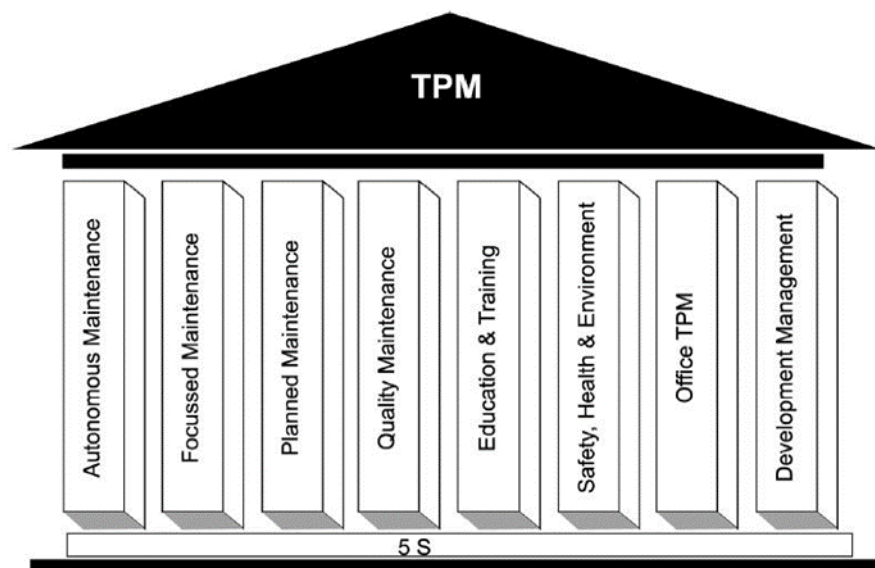 TPM
Autonomous Maintenance
Focussed Maintenance
Planned Maintenance
Quality Maintenance
Education & Training
Safety, Health & Environment
Office TPM
Development Management
5 S